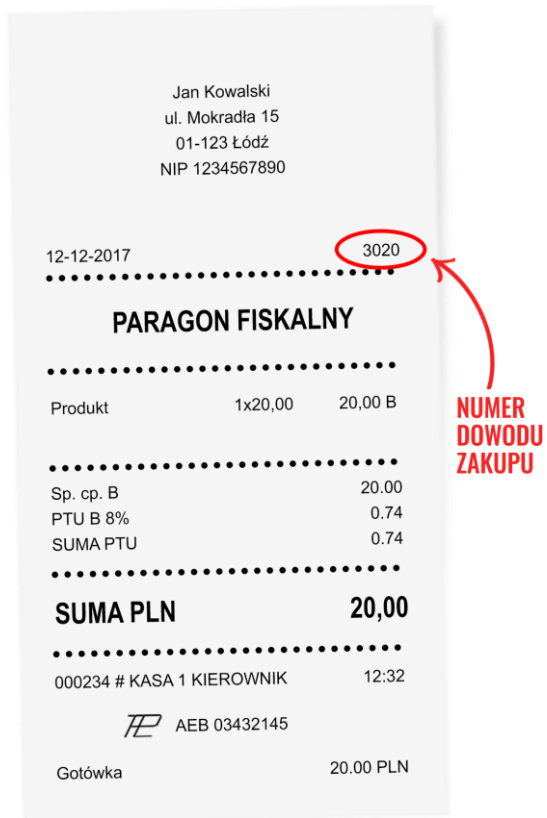 Jan Kowalski
ul. Mokradła 15
01-123 Łódź
NIP 1234567890
12-12-2017 3020
PARAGON FISKALNY
Produkt 1x20,00 20,00 B
NUMER
DOWODU
ZAKUPU
Sp. cp. B 20.00
PTU B 8% 0.74
SUMA PTU 0.74
SUMA PLN 20,00
000234 # KASA 1 KIEROWNIK 12:32
AEB 03432145
Gotówka 20.00 PLN